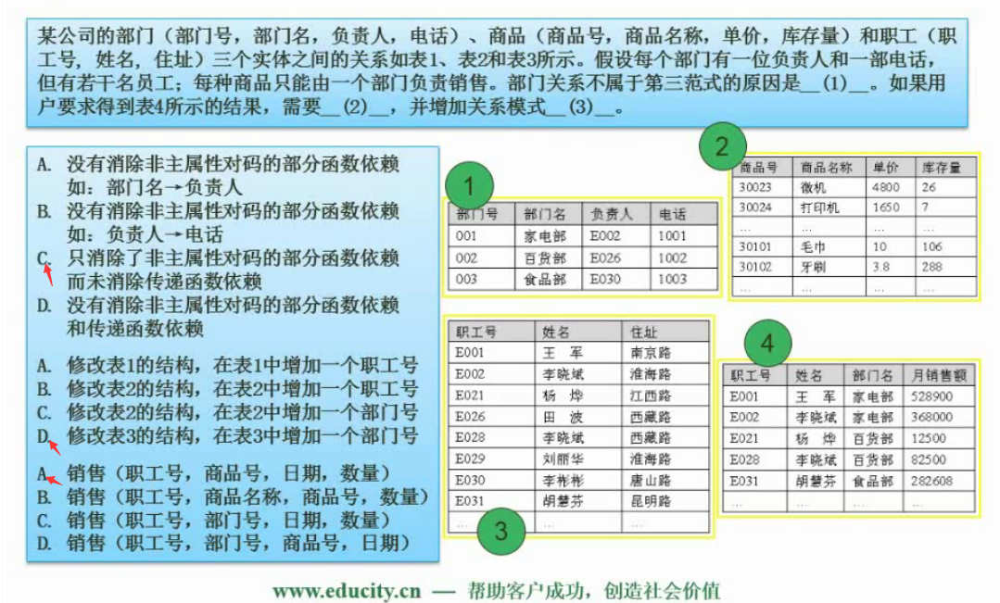 某公司的部门（部门号，部门名，负责人，电话）、商品（商品号，商品名称，单价，库存量）和职工（职
工号，姓名，住址）三个实体之间的关系如表1、表2和表3所示。假设每个部门有一位负责人和一部电话，
但有若干名员工；每种商品只能由一个部门负责销售。部门关系不属于第三范式的原因是__(1)__。如果用
户要求得到表4所示的结果，需要__(2)__，并增加关系模式__(3)__。
A. 没有消除非主属性对码的部分函数依赖
如：部门名→负责人
B. 没有消除非主属性对码的部分函数依赖
如：负责人→电话
C. 只消除了非主属性对码的部分函数依赖
而未消除传递函数依赖
D. 没有消除非主属性对码的部分函数依赖
和传递函数依赖
A. 修改表1的结构，在表1中增加一个职工号
B. 修改表2的结构，在表2中增加一个职工号
C. 修改表2的结构，在表2中增加一个部门号
D. 修改表3的结构，在表3中增加一个部门号
A. 销售（职工号，商品号，日期，数量）
B. 销售（职工号，商品名称，商品号，数量）
C. 销售（职工号，部门号，日期，数量）
D. 销售（职工号，部门号，商品号，日期）
1
部门号 部门名 负责人 电话
001 家电部 E002 1001
002 百货部 E026 1002
003 食品部 E030 1003
2
商品号 商品名称 单价 库存量
30023 微机 4800 26
30024 打印机 1650 7
... ... ... ...
30101 毛巾 10 106
30102 牙刷 3.8 288
... ... ... ...
职工号 姓名 住址
E001 王 军 南京路
E002 李晓斌 淮海路
E021 杨 烨 江西路
E026 田 波 西藏路
E028 李晓斌 西藏路
E029 刘丽华 淮海路
E030 李彬彬 唐山路
E031 胡慧芬 昆明路
... ... ...
3
4
职工号 姓名 部门名 月销售额
E001 王 军 家电部 528900
E002 李晓斌 家电部 368000
E021 杨 烨 百货部 12500
E028 李晓斌 百货部 82500
E031 胡慧芬 食品部 282608
... ... ... ...
www.educity.cn — 帮助客户成功，创造社会价值